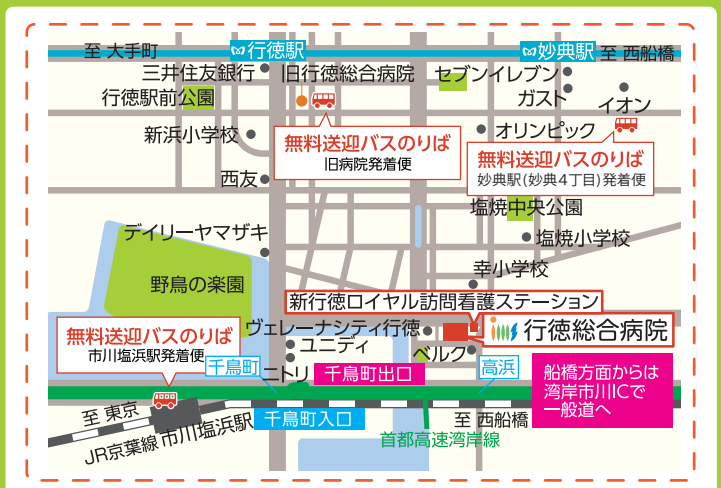 至 大手町
行徳駅
妙典駅
至 西船橋
三井住友銀行
旧行徳総合病院
セブンイレブン
行徳駅前公園
ガスト
イオン
新浜小学校
オリンピック
無料送迎バスのりば
旧病院発着便
無料送迎バスのりば
妙典駅(妙典4丁目)発着便
西友
塩焼中央公園
デイリーヤマザキ
塩焼小学校
野鳥の楽園
幸小学校
新行徳ロイヤル訪問看護ステーション
無料送迎バスのりば
市川塩浜駅発着便
ヴェレーナシティ行徳
行徳総合病院
ユニディ
ベルク
千鳥町
ニトリ
千鳥町出口
高浜
船橋方面からは
湾岸市川ICで
一般道へ
至 東京
千鳥町入口
至 西船橋
JR京葉線
市川塩浜駅
首都高速湾岸線